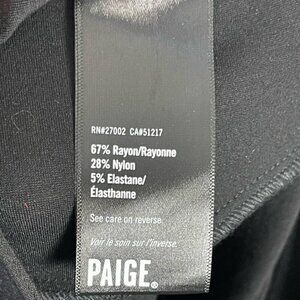 RN#27002 CA#51217
67% Rayon/Rayonne
28% Nylon
5% Elastane/
Élasthanne
See care on reverse.
Voir le soin sur l'inverse.
PAIGE®